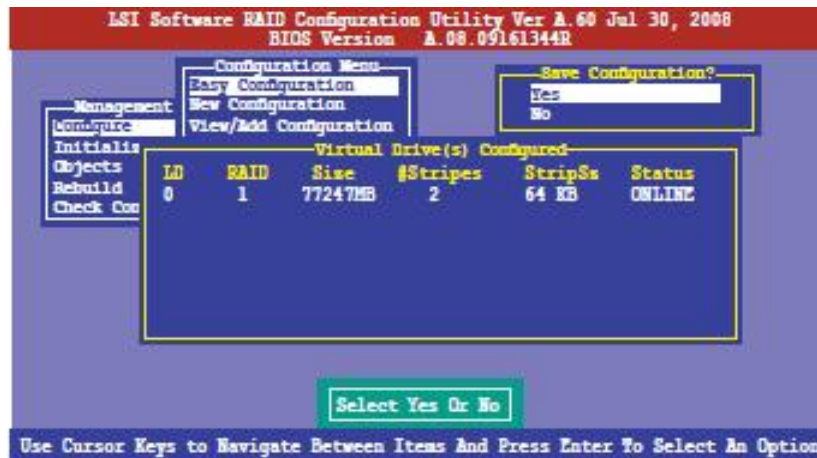 LSI Software RAID Configuration Utility Ver A.60 Jul 30, 2008
BIOS Version A.08.09161344R
Configuration Menu
Easy Configuration
New Configuration
View/Add Configuration
Save Configuration?
Yes
No
Management
Configure
Initialis
Objects
Rebuild
Check Con
Virtual Drive(s) Configured
LD RAID Size #Stripes StripSz Status
0 1 77247MB 2 64 KB ONLINE
Select Yes Or No
Use Cursor Keys to Navigate Between Items And Press Enter To Select An Option